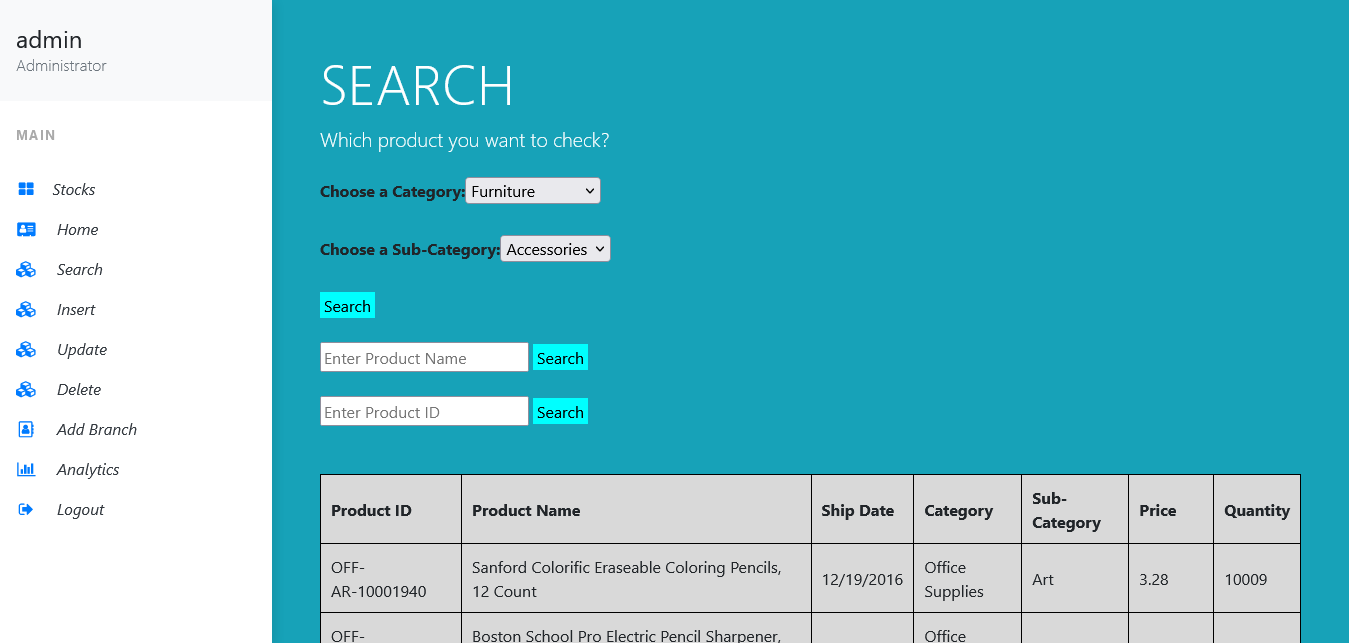 admin
Administrator
MAIN
Stocks
Home
Search
Insert
Update
Delete
Add Branch
Analytics
Logout
SEARCH
Which product you want to check?
Choose a Category: Furniture
Choose a Sub-Category: Accessories
Search
Enter Product Name Search
Enter Product ID Search
Product ID Product Name Ship Date Category Sub-Category Price Quantity
OFF-AR-10001940 Sanford Colorific Eraseable Coloring Pencils, 12 Count 12/19/2016 Office Supplies Art 3.28 10009
OFF- Boston School Pro Electric Pencil Sharpener, Office